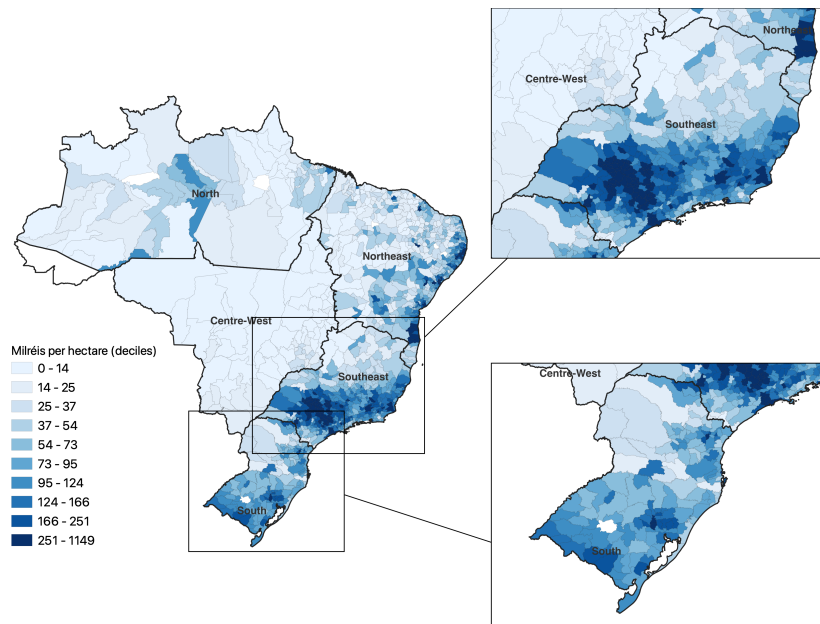 North
Northeast
Centre-West
Southeast
South
Milréis per hectare (deciles)
0 - 14
14 - 25
25 - 37
37 - 54
54 - 73
73 - 95
95 - 124
124 - 166
166 - 251
251 - 1149
Northeast
Centre-West
Southeast
Centre-West
South